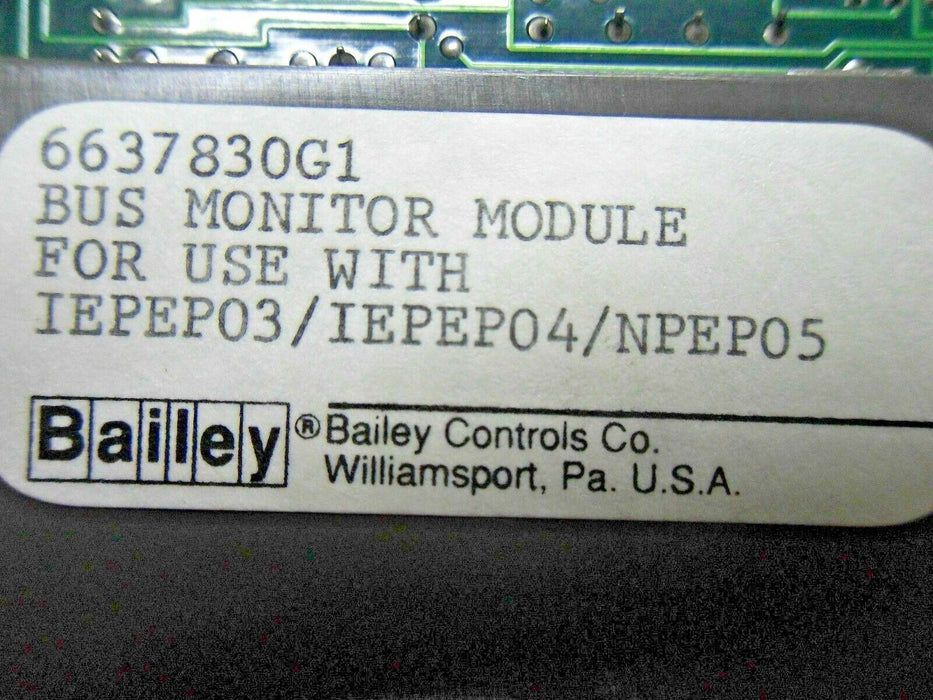 6637830G1
BUS MONITOR MODULE
FOR USE WITH
IEPEP03/IEPEP04/NPEP05
Bailey® Bailey Controls Co.
Williamsport, Pa. U.S.A.